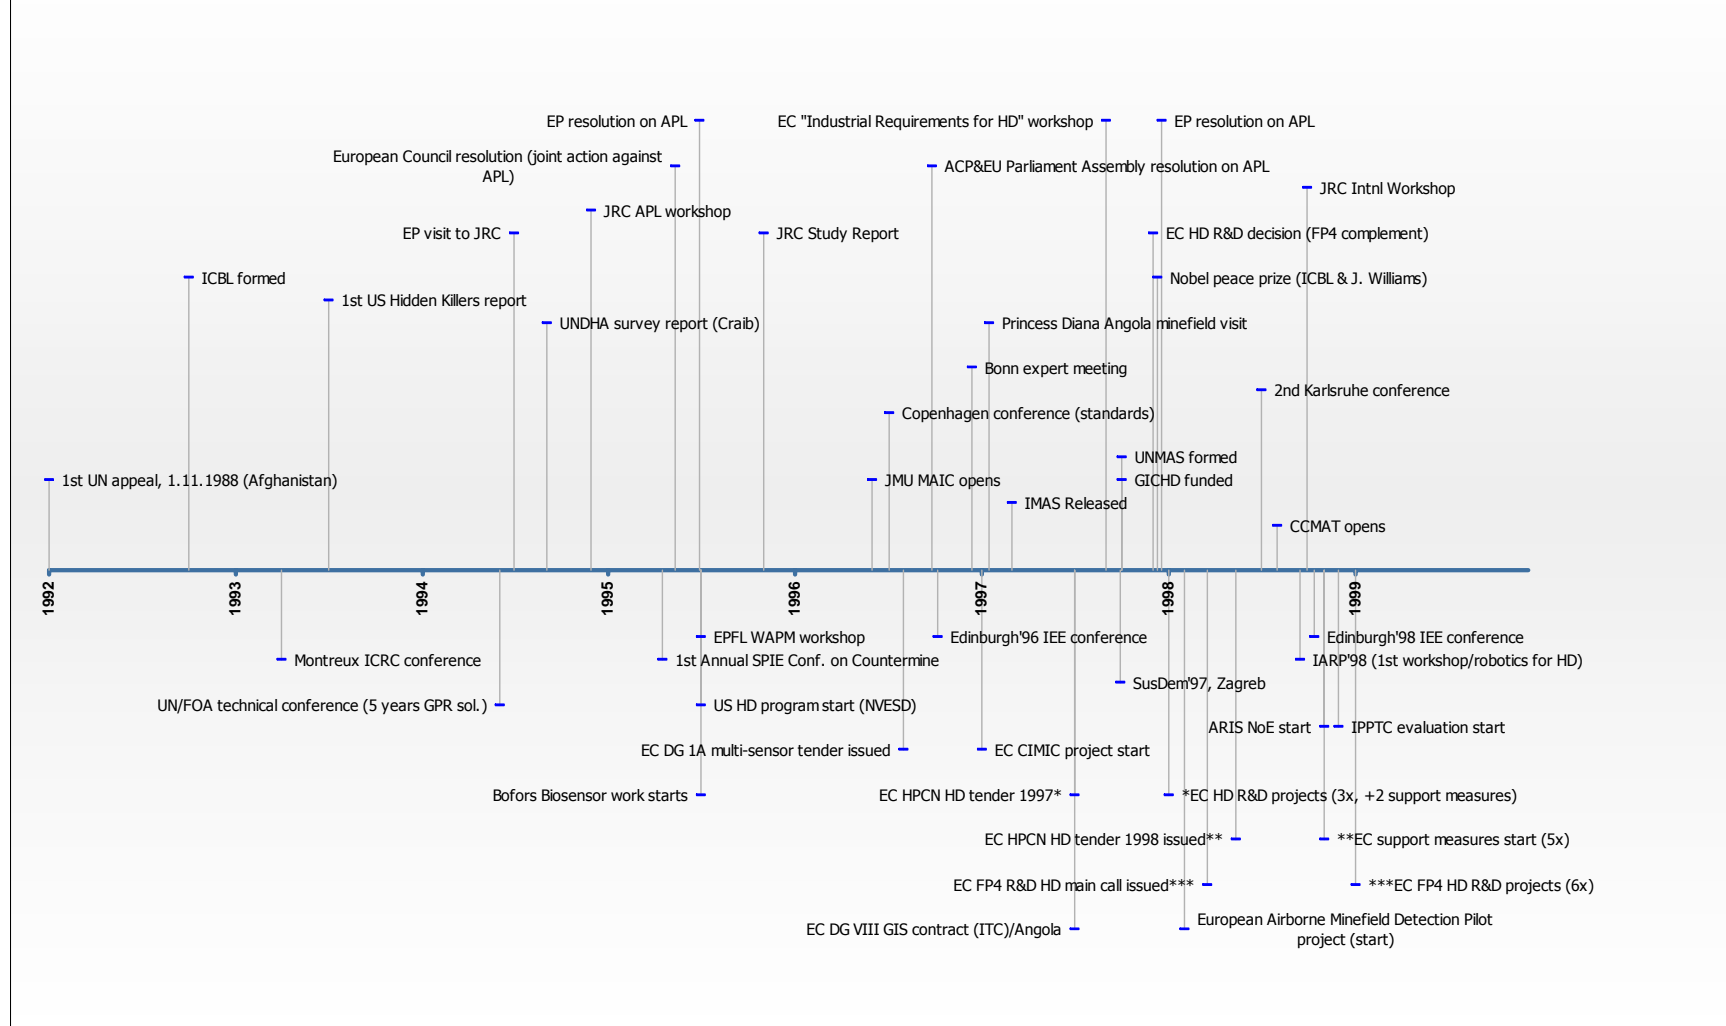 EP resolution on APL
EC "Industrial Requirements for HD" workshop
EP resolution on APL
European Council resolution (joint action against
APL)
ACP&EU Parliament Assembly resolution on APL
JRC Intnl Workshop
JRC APL workshop
EP visit to JRC
JRC Study Report
EC HD R&D decision (FP4 complement)
ICBL formed
Nobel peace prize (ICBL & J. Williams)
1st US Hidden Killers report
UNDHA survey report (Craib)
Princess Diana Angola minefield visit
Bonn expert meeting
2nd Karlsruhe conference
Copenhagen conference (standards)
UNMAS formed
1st UN appeal, 1.11.1988 (Afghanistan)
JMU MAIC opens
GICHD funded
IMAS Released
CCMAT opens
1992
1993
1994
1995
1996
1997
1998
1999
EPFL WAPM workshop
Edinburgh'96 IEE conference
Edinburgh'98 IEE conference
Montreux ICRC conference
1st Annual SPIE Conf. on Countermine
IARP'98 (1st workshop/robotics for HD)
SusDem'97, Zagreb
UN/FOA technical conference (5 years GPR sol.)
US HD program start (NVESD)
ARIS NoE start
IPPTC evaluation start
EC DG 1A multi-sensor tender issued
EC CIMIC project start
Bofors Biosensor work starts
EC HPCN HD tender 1997*
*EC HD R&D projects (3x, +2 support measures)
EC HPCN HD tender 1998 issued**
**EC support measures start (5x)
EC FP4 R&D HD main call issued***
***EC FP4 HD R&D projects (6x)
EC DG VIII GIS contract (ITC)/Angola
European Airborne Minefield Detection Pilot
project (start)